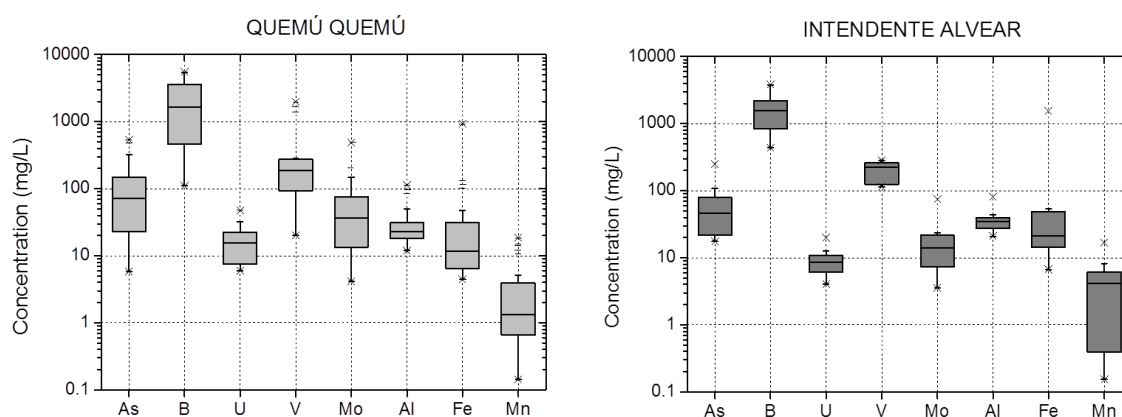 QUEMÚ QUEMÚ
Concentration (mg/L)
10000
1000
100
10
1
0.1
As B U V Mo Al Fe Mn
INTENDENTE ALVEAR
Concentration (mg/L)
10000
1000
100
10
1
0.1
As B U V Mo Al Fe Mn